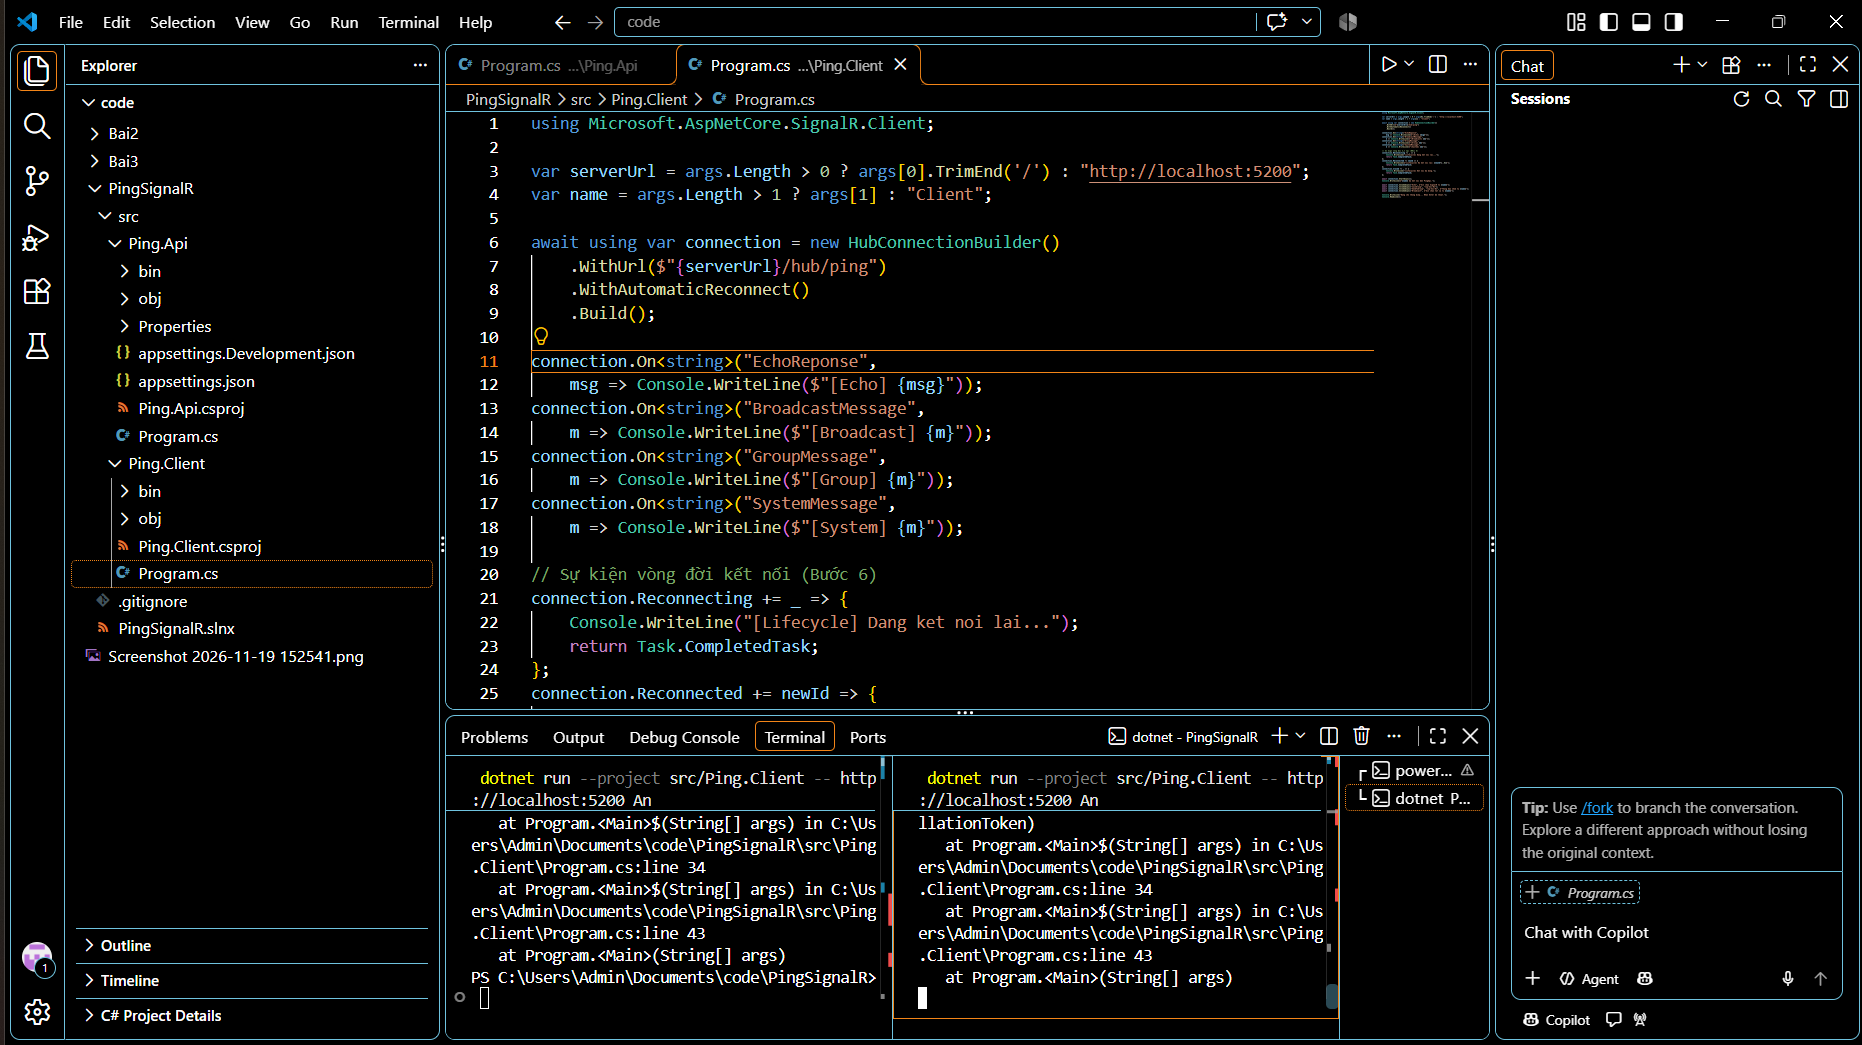 File Edit Selection View Go Run Terminal Help
code
Explorer
code
Bai2
Bai3
PingSignalR
src
Ping.Api
bin
obj
Properties
{} appsettings.Development.json
{} appsettings.json
Ping.Api.csproj
C# Program.cs
Ping.Client
bin
obj
Ping.Client.csproj
C# Program.cs
.gitignore
PingSignalR.slnx
Screenshot 2026-11-19 152541.png
Outline
Timeline
C# Project Details
1
C# Program.cs ...\Ping.Api
C# Program.cs ...\Ping.Client
PingSignalR > src > Ping.Client > C# Program.cs
1 using Microsoft.AspNetCore.SignalR.Client;
2
3 var serverUrl = args.Length > 0 ? args[0].TrimEnd('/') : "http://localhost:5200";
4 var name = args.Length > 1 ? args[1] : "Client";
5
6 await using var connection = new HubConnectionBuilder()
7 .WithUrl($"{serverUrl}/hub/ping")
8 .WithAutomaticReconnect()
9 .Build();
10
11 connection.On<string>("EchoReponse",
12 msg => Console.WriteLine($"[Echo] {msg}"));
13 connection.On<string>("BroadcastMessage",
14 m => Console.WriteLine($"[Broadcast] {m}"));
15 connection.On<string>("GroupMessage",
16 m => Console.WriteLine($"[Group] {m}"));
17 connection.On<string>("SystemMessage",
18 m => Console.WriteLine($"[System] {m}"));
19
20 // Sự kiện vòng đời kết nối (Bước 6)
21 connection.Reconnecting += _ => {
22 Console.WriteLine("[Lifecycle] Dang ket noi lai...");
23 return Task.CompletedTask;
24 };
25 connection.Reconnected += newId => {
Problems Output Debug Console Terminal Ports
dotnet - PingSignalR
dotnet run --project src/Ping.Client -- http
://localhost:5200 An
at Program.<Main>$(String[] args) in C:\Us
ers\Admin\Documents\code\PingSignalR\src\Ping
.Client\Program.cs:line 34
at Program.<Main>$(String[] args) in C:\Us
ers\Admin\Documents\code\PingSignalR\src\Ping
.Client\Program.cs:line 43
at Program.<Main>(String[] args)
PS C:\Users\Admin\Documents\code\PingSignalR>
dotnet run --project src/Ping.Client -- http
://localhost:5200 An
llationToken)
at Program.<Main>$(String[] args) in C:\Us
ers\Admin\Documents\code\PingSignalR\src\Ping
.Client\Program.cs:line 34
at Program.<Main>$(String[] args) in C:\Us
ers\Admin\Documents\code\PingSignalR\src\Ping
.Client\Program.cs:line 43
at Program.<Main>(String[] args)
power...
dotnet P...
Chat
Sessions
Tip: Use /fork to branch the conversation.
Explore a different approach without losing
the original context.
C# Program.cs
Chat with Copilot
Agent
Copilot